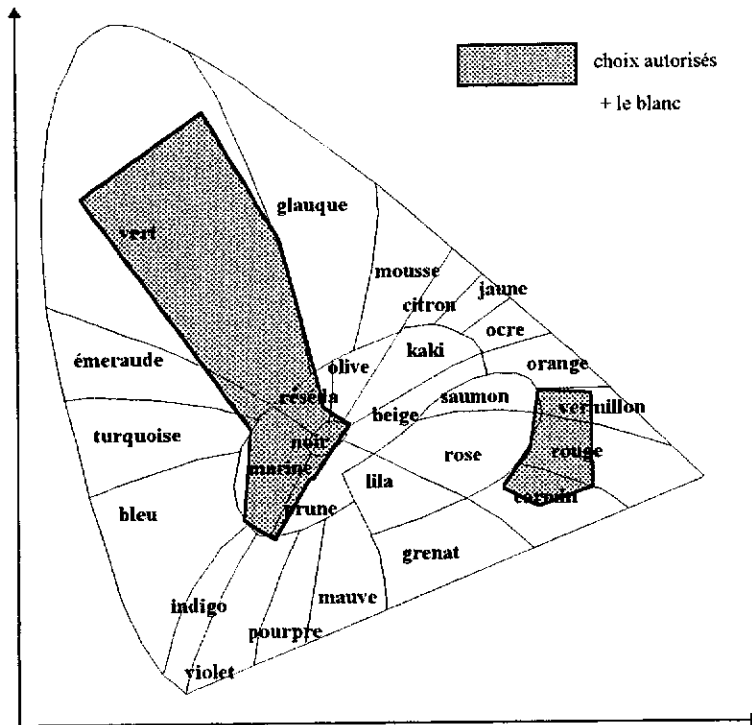 choix autorisés
+ le blanc
glauque
vert
mousse
jaune
citron
ocre
émeraude
olive
kaki
orange
réséda
saumon
beige
vermillon
turquoise
noir
marine
rouge
rose
lila
carmin
bleu
prune
grenat
mauve
indigo
pourpre
violet